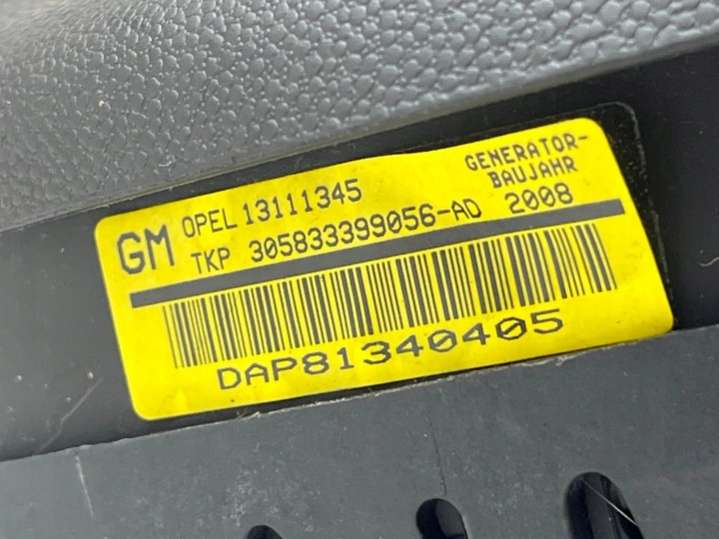 GM
OPEL 13111345
TKP 305833399056-AD
GENERATOR-
BAUJAHR
2008
DAP81340405